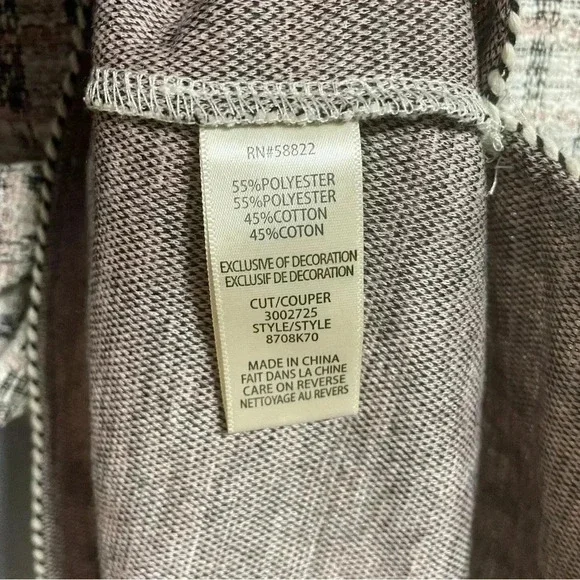 RN#58822
55%POLYESTER
55%POLYESTER
45%COTTON
45%COTON
EXCLUSIVE OF DECORATION
EXCLUSIF DE DECORATION
CUT/COUPER
3002725
STYLE/STYLE
8708K70
MADE IN CHINA
FAIT DANS LA CHINE
CARE ON REVERSE
NETTOYAGE AU REVERS